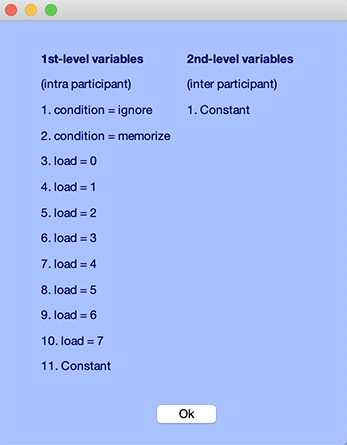 1st-level variables
(intra participant)
1. condition = ignore
2. condition = memorize
3. load = 0
4. load = 1
5. load = 2
6. load = 3
7. load = 4
8. load = 5
9. load = 6
10. load = 7
11. Constant
2nd-level variables
(inter participant)
1. Constant
Ok